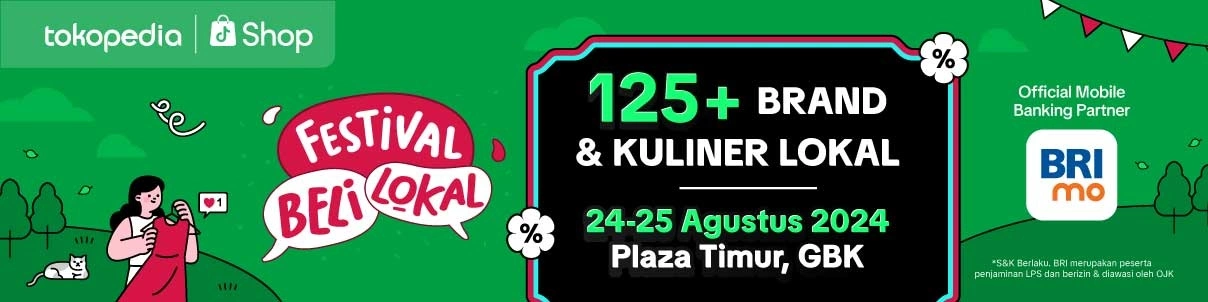 tokopedia | Shop
FESTIVAL
BELI LOKAL
1
125+ BRAND
& KULINER LOKAL
24-25 Agustus 2024
Plaza Timur, GBK
%
%
Official Mobile
Banking Partner
BRI
mo
*S&K Berlaku. BRI merupakan peserta
penjaminan LPS dan berizin & diawasi oleh OJK